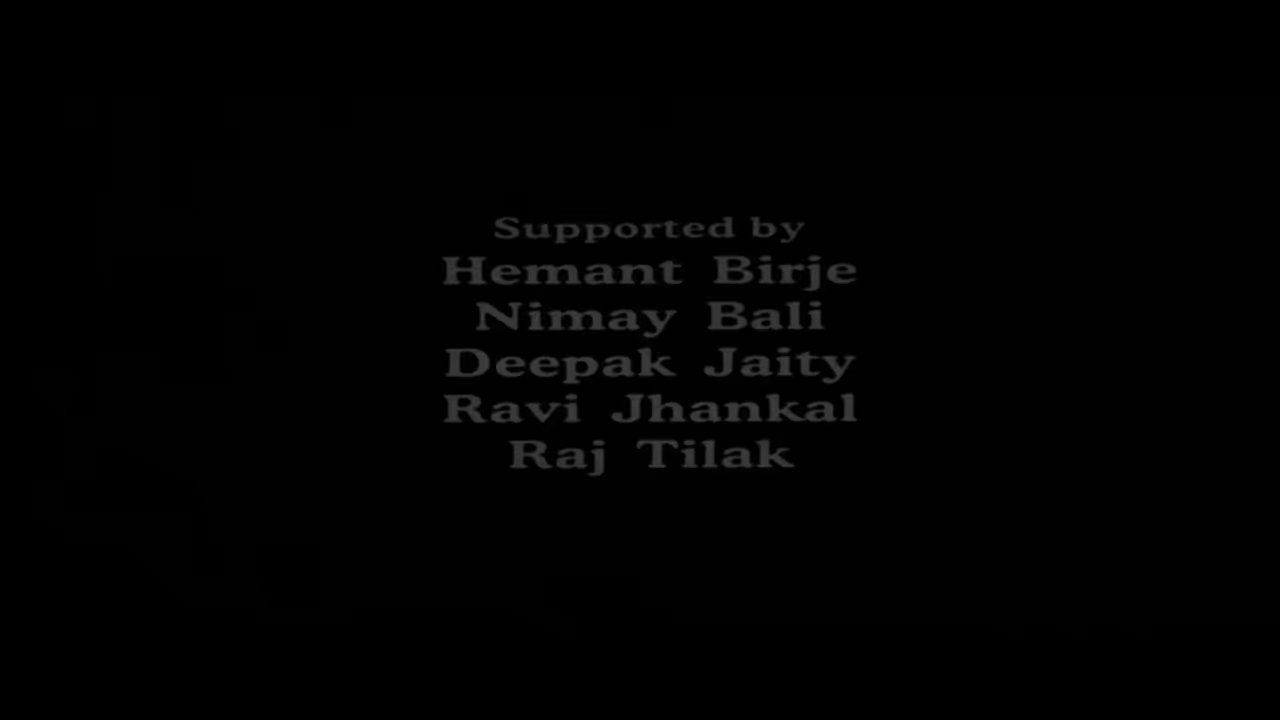 Supported by
Hemant Birje
Nimay Bali
Deepak Jaity
Ravi Jhankal
Raj Tilak